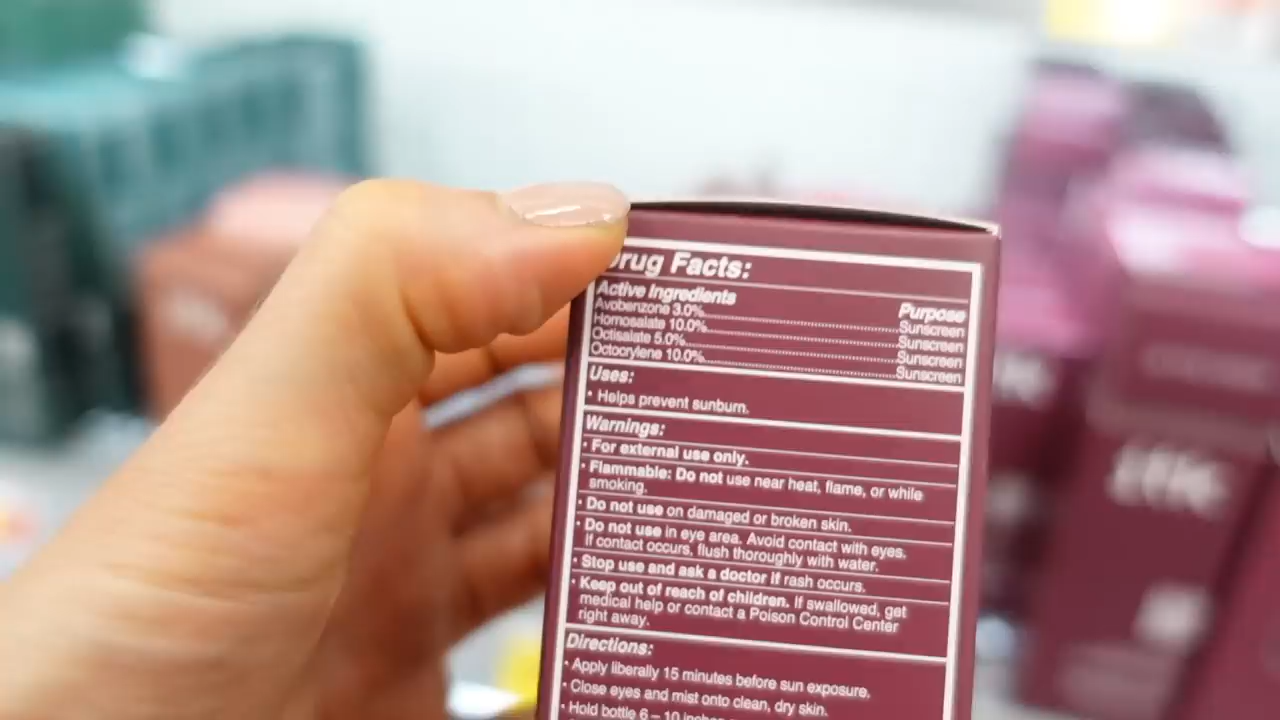 Drug Facts:
Active Ingredients Purpose
Avobenzone 3.0%........Sunscreen
Homosalate 10.0%........Sunscreen
Octisalate 5.0%........Sunscreen
Octocrylene 10.0%........Sunscreen
Uses:
• Helps prevent sunburn.
Warnings:
• For external use only.
• Flammable: Do not use near heat, flame, or while
smoking.
• Do not use on damaged or broken skin.
• Do not use in eye area. Avoid contact with eyes.
If contact occurs, flush thoroughly with water.
• Stop use and ask a doctor if rash occurs.
• Keep out of reach of children. If swallowed, get
medical help or contact a Poison Control Center
right away.
Directions:
• Apply liberally 15 minutes before sun exposure.
• Close eyes and mist onto clean, dry skin.
• Hold bottle 6 – 10 inches